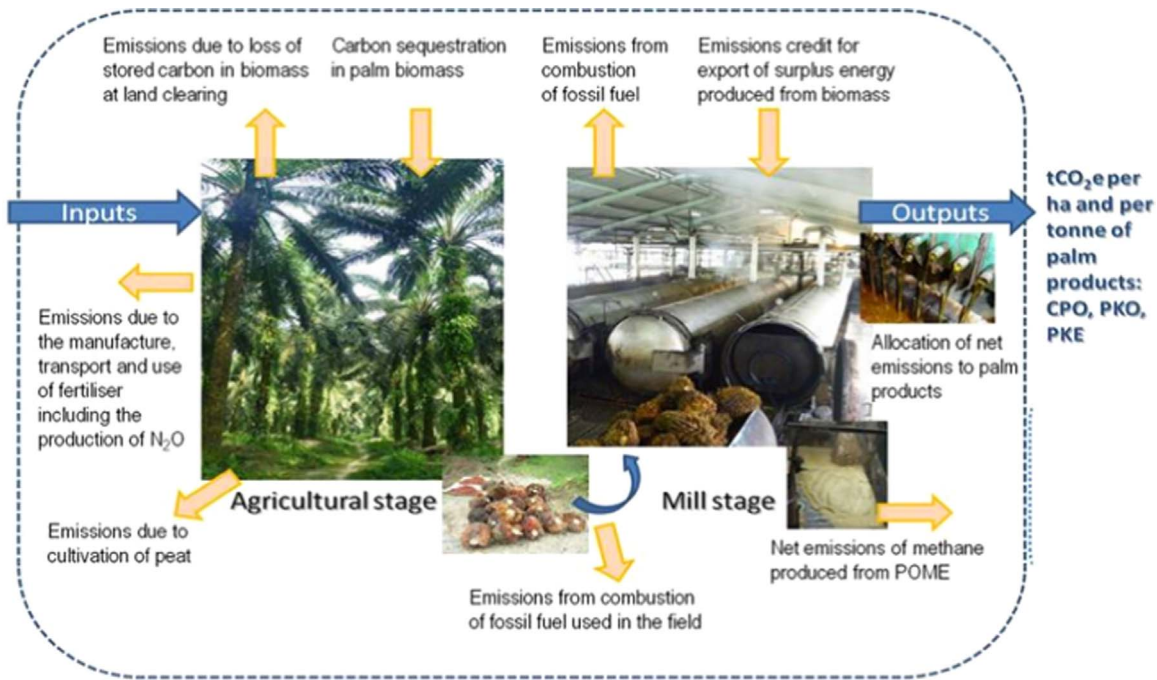 Emissions due to loss of
stored carbon in biomass
at land clearing
Carbon sequestration
in palm biomass
Emissions from
combustion
of fossil fuel
Emissions credit for
export of surplus energy
produced from biomass
Inputs
Outputs
tCO₂e per
ha and per
tonne of
palm
products:
CPO, PKO,
PKE
Emissions due to
the manufacture,
transport and use
of fertiliser
including the
production of N₂O
Allocation of net
emissions to palm
products
Agricultural stage
Mill stage
Emissions due to
cultivation of peat
Net emissions of methane
produced from POME
Emissions from combustion
of fossil fuel used in the field